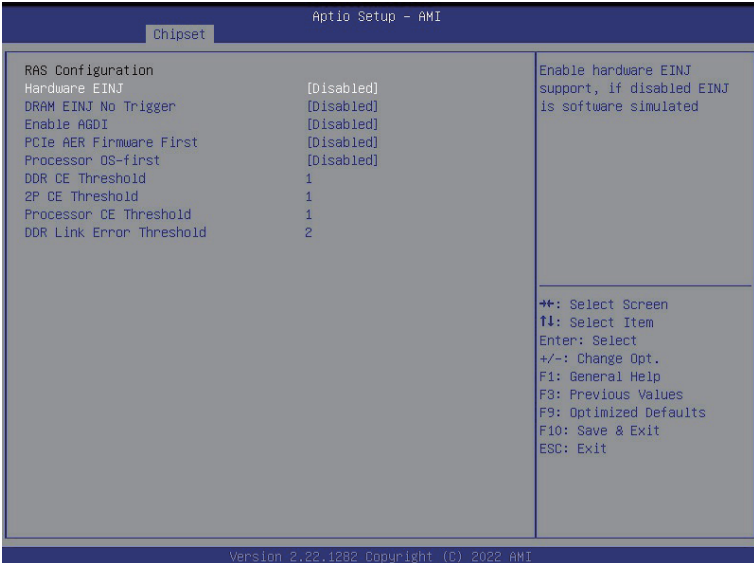 Aptio Setup – AMI
Chipset
RAS Configuration
Hardware EINJ [Disabled]
DRAM EINJ No Trigger [Disabled]
Enable AGDI [Disabled]
PCIe AER Firmware First [Disabled]
Processor OS-first [Disabled]
DDR CE Threshold 1
2P CE Threshold 1
Processor CE Threshold 1
DDR Link Error Threshold 2
Enable hardware EINJ
support, if disabled EINJ
is software simulated
→←: Select Screen
↑↓: Select Item
Enter: Select
+/-: Change Opt.
F1: General Help
F3: Previous Values
F9: Optimized Defaults
F10: Save & Exit
ESC: Exit
Version 2.22.1282 Copyright (C) 2022 AMI